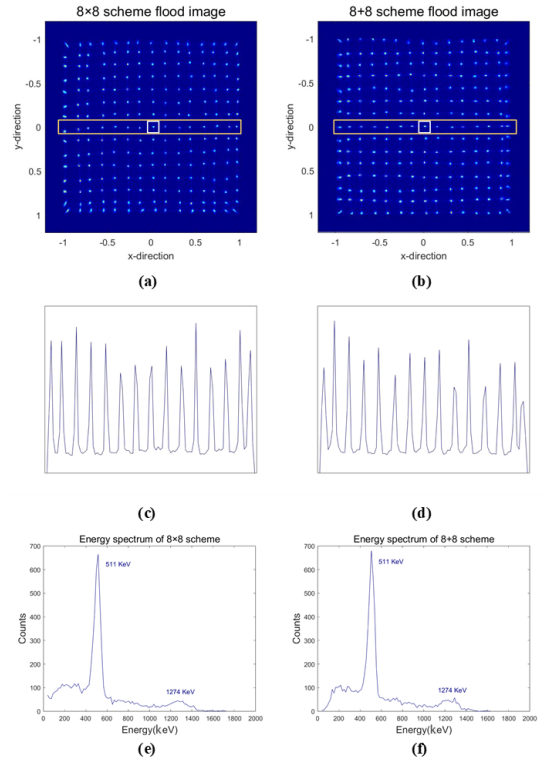 8×8 scheme flood image
8+8 scheme flood image
-1
-0.5
0
0.5
1
y-direction
-1 -0.5 0 0.5 1
x-direction
-1
-0.5
0
0.5
1
y-direction
-1 -0.5 0 0.5 1
x-direction
(a)
(b)
(c)
(d)
Energy spectrum of 8×8 scheme
700
600
500
400
300
200
100
0
Counts
511 KeV
1274 KeV
0 200 400 600 800 1000 1200 1400 1600 1800 2000
Energy(keV)
Energy spectrum of 8+8 scheme
700
600
500
400
300
200
100
0
Counts
511 KeV
1274 KeV
0 200 400 600 800 1000 1200 1400 1600 1800 2000
Energy(keV)
(e)
(f)